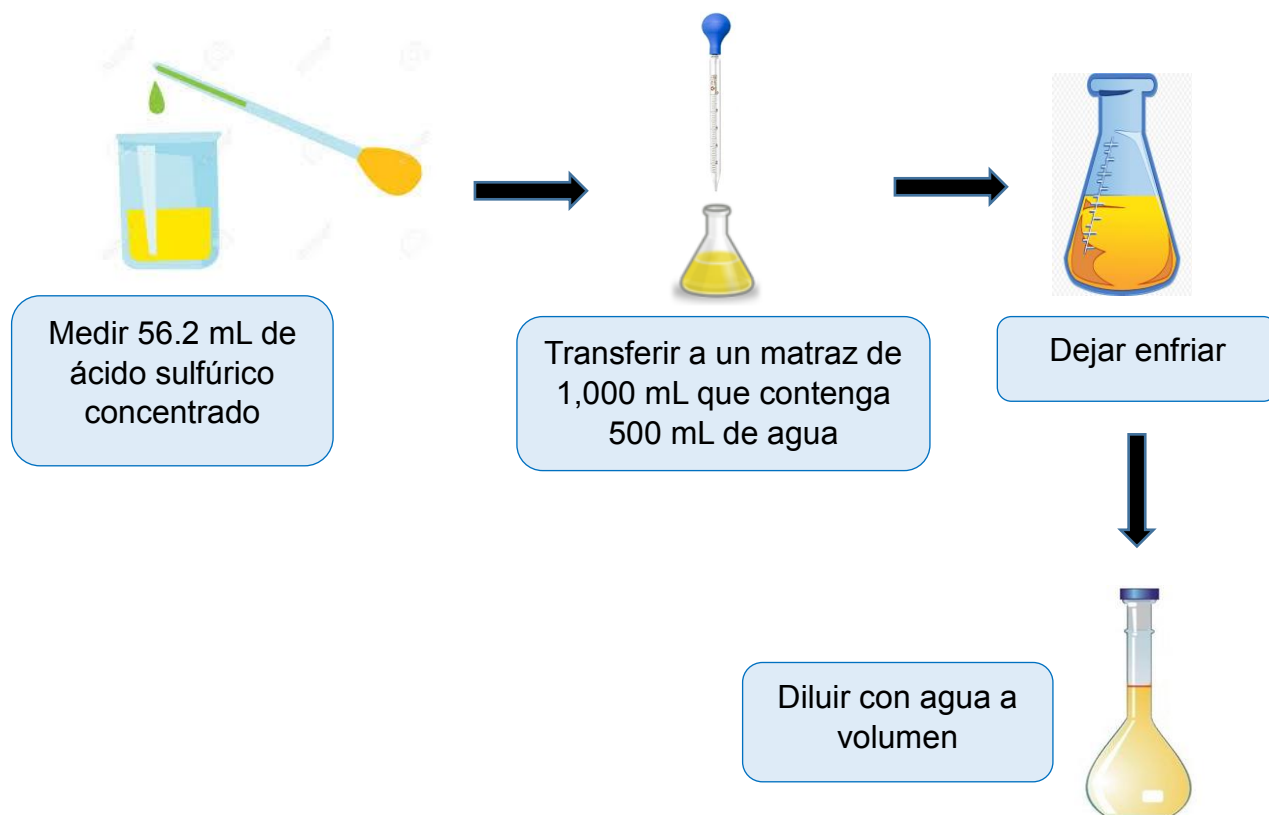 Medir 56.2 mL de
ácido sulfúrico
concentrado
Transferir a un matraz de
1,000 mL que contenga
500 mL de agua
Dejar enfriar
Diluir con agua a
volumen